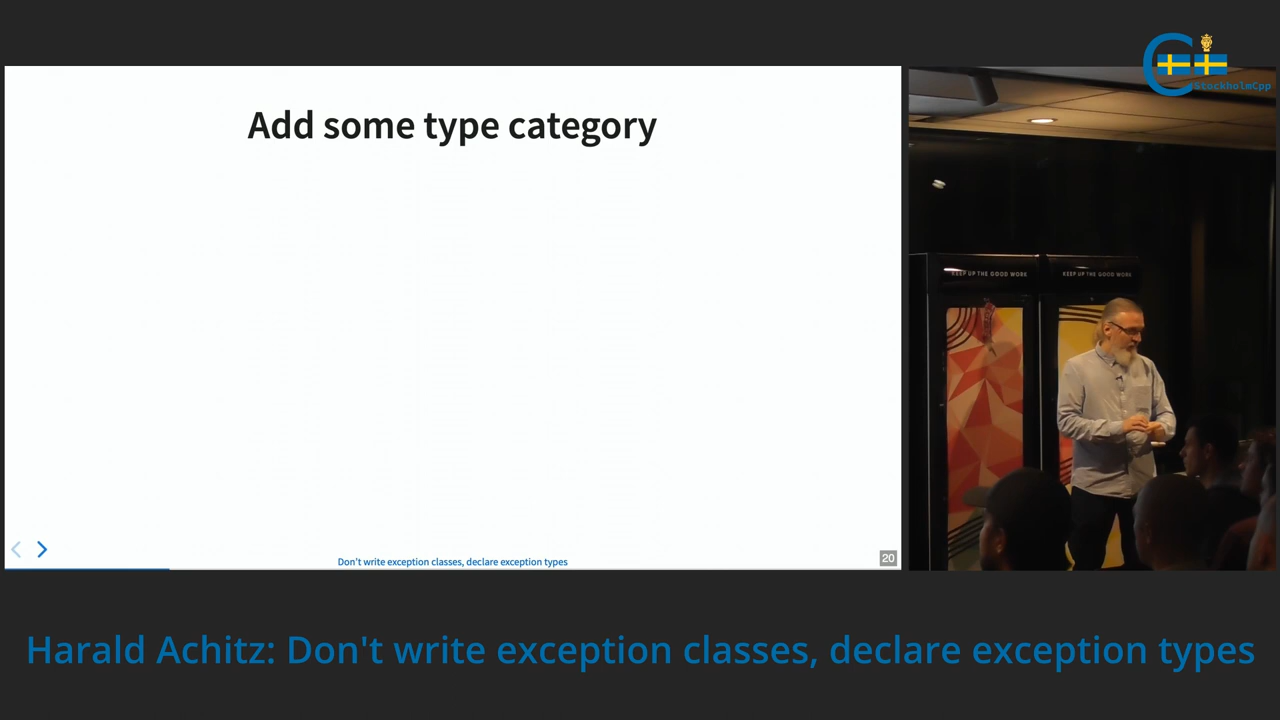 StockholmCpp
Add some type category
KEEP UP THE GOOD WORK
KEEP UP THE GOOD WORK
Don't write exception classes, declare exception types
20
Harald Achitz: Don't write exception classes, declare exception types